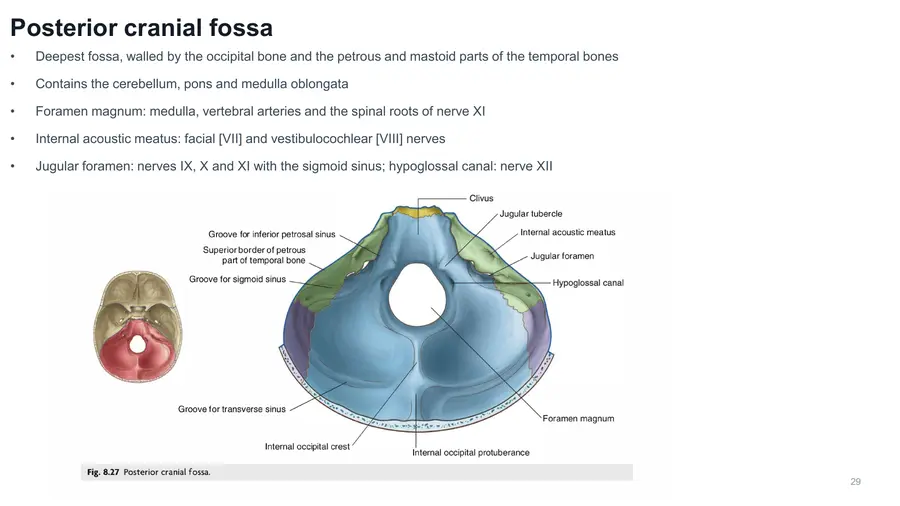 Posterior cranial fossa
• Deepest fossa, walled by the occipital bone and the petrous and mastoid parts of the temporal bones
• Contains the cerebellum, pons and medulla oblongata
• Foramen magnum: medulla, vertebral arteries and the spinal roots of nerve XI
• Internal acoustic meatus: facial [VII] and vestibulocochlear [VIII] nerves
• Jugular foramen: nerves IX, X and XI with the sigmoid sinus; hypoglossal canal: nerve XII
Clivus
Jugular tubercle
Groove for inferior petrosal sinus
Internal acoustic meatus
Superior border of petrous
part of temporal bone
Jugular foramen
Groove for sigmoid sinus
Hypoglossal canal
Groove for transverse sinus
Foramen magnum
Internal occipital crest
Internal occipital protuberance
Fig. 8.27 Posterior cranial fossa.
29